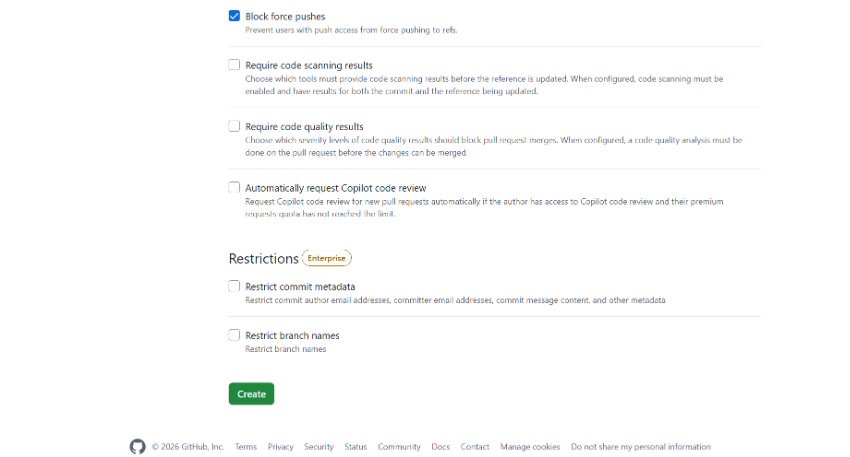 Block force pushes
Prevent users with push access from force pushing to refs.
Require code scanning results
Choose which tools must provide code scanning results before the reference is updated. When configured, code scanning must be
enabled and have results for both the commit and the reference being updated.
Require code quality results
Choose which severity levels of code quality results should block pull request merges. When configured, a code quality analysis must be
done on the pull request before the changes can be merged.
Automatically request Copilot code review
Request Copilot code review for new pull requests automatically if the author has access to Copilot code review and their premium
requests quota has not reached the limit.
Restrictions Enterprise
Restrict commit metadata
Restrict commit author email addresses, committer email addresses, commit message content, and other metadata
Restrict branch names
Restrict branch names
Create
© 2026 GitHub, Inc. Terms Privacy Security Status Community Docs Contact Manage cookies Do not share my personal information